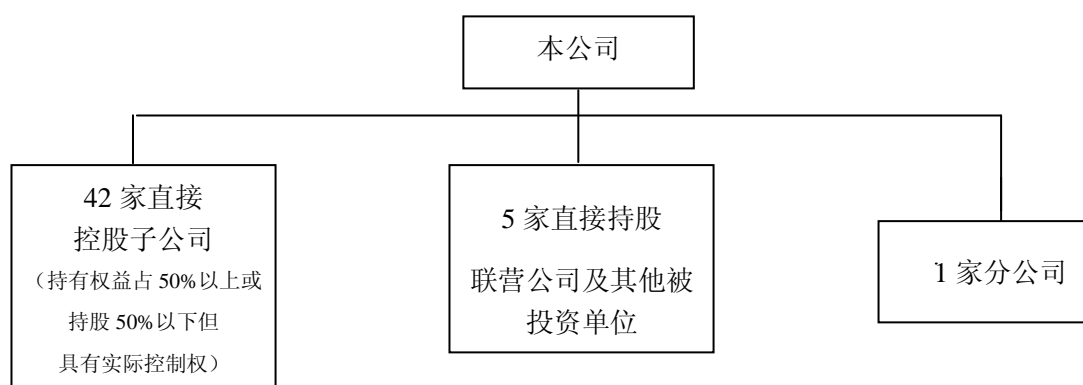 本公司
42 家直接
控股子公司
（持有权益占 50%以上或
持股 50%以下但
具有实际控制权）
5 家直接持股
联营公司及其他被
投资单位
1 家分公司